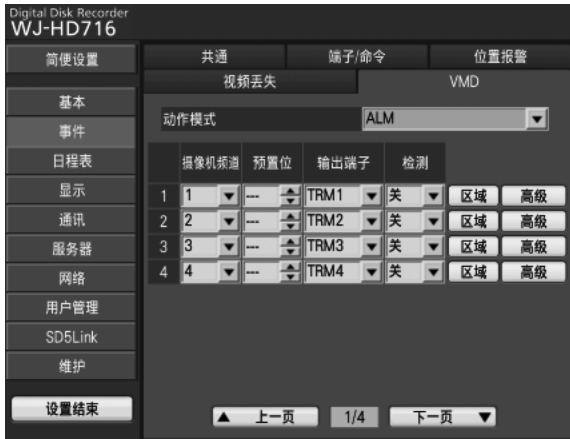 Digital Disk Recorder
WJ-HD716
简便设置
基本
事件
日程表
显示
通讯
服务器
网络
用户管理
SD5Link
维护
设置结束
共通 端子/命令 位置报警
视频丢失 VMD
动作模式 ALM
摄像机频道 预置位 输出端子 检测
1 1 --- TRM1 关 区域 高级
2 2 --- TRM2 关 区域 高级
3 3 --- TRM3 关 区域 高级
4 4 --- TRM4 关 区域 高级
上一页 1/4 下一页